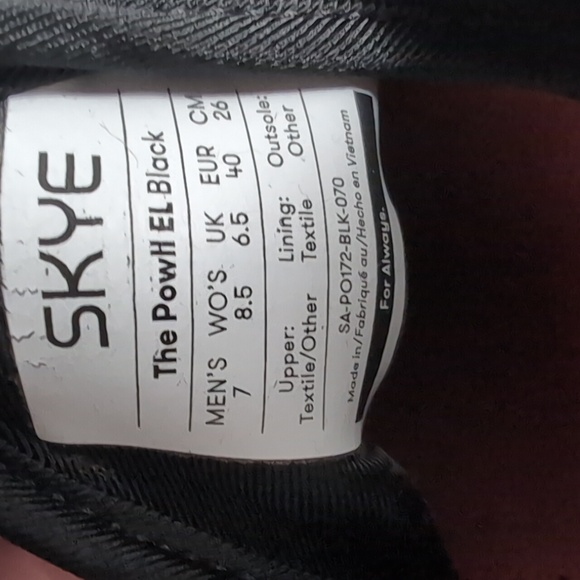 SKYE
The Powll EL Black
MEN'S WO'S UK EUR CM
7 8.5 6.5 40 26
Upper: Lining: Outsole:
Textile/Other Textile Other
SA-PO172-BLK-070
Made in/Fabriqué au/Hecho en Vietnam
For Always.